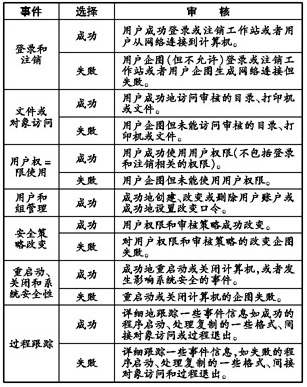 事件 选择 审 核
登录和注销
成功
用户成功登录或注销工作站或者用
户从网络连接到计算机。
失败
用户企图(但不允许)登录或注销工
作站或者用户企图生成网络连接但
失败。
文件或对象访问
成功
用户成功地访问审核的目录、打印
机或文件。
失败
用户企图但未能访问审核的目录、打
印机或文件。
用户权=限使用
成功
用户成功使用用户权限(不包括登录
和注销相关的权限)。
失败
用户企图但未能使用用户权限。
用户和组管理
成功
成功地创建、改变或删除用户账户或
成功地设置改变口令。
安全策略改变
成功
用户权限和审核策略成功改变。
失败
对用户权限和审核策略的改变企图
失败。
重启动、关闭和系统安全性
成功
成功地重启动或关闭计算机,或者发
生影响系统安全的事件。
失败
重启动或关闭计算机的企图失败。
过程跟踪
成功
详细地跟踪一些事件信息如成功的
程序启动、处理复制的一些格式、间
接对象访问或过程退出。
失败
详细跟踪一些事件信息,如失败的程
序启动、处理复制的一些格式、间接
对象访问和过程退出。